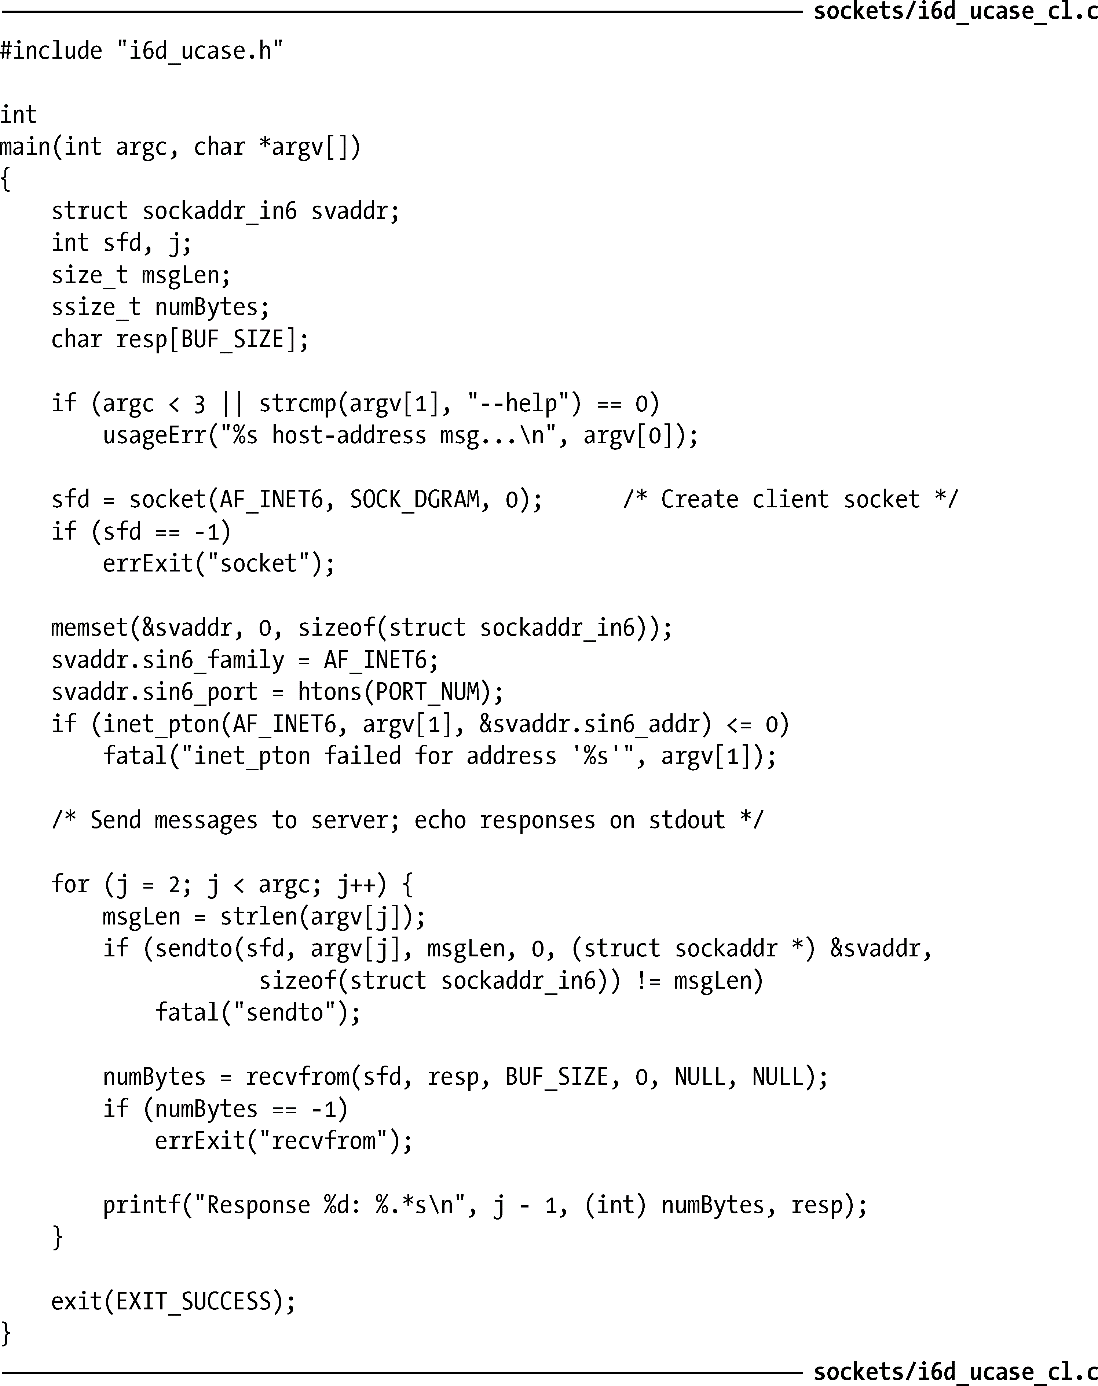 sockets/i6d_ucase_cl.c
#include "i6d_ucase.h"
int
main(int argc, char *argv[])
{
    struct sockaddr_in6 svaddr;
    int sfd, j;
    size_t msgLen;
    ssize_t numBytes;
    char resp[BUF_SIZE];
    if (argc < 3 || strcmp(argv[1], "--help") == 0)
        usageErr("%s host-address msg...\n", argv[0]);
    sfd = socket(AF_INET6, SOCK_DGRAM, 0);      /* Create client socket */
    if (sfd == -1)
        errExit("socket");
    memset(&svaddr, 0, sizeof(struct sockaddr_in6));
    svaddr.sin6_family = AF_INET6;
    svaddr.sin6_port = htons(PORT_NUM);
    if (inet_pton(AF_INET6, argv[1], &svaddr.sin6_addr) <= 0)
        fatal("inet_pton failed for address '%s'", argv[1]);
    /* Send messages to server; echo responses on stdout */
    for (j = 2; j < argc; j++) {
        msgLen = strlen(argv[j]);
        if (sendto(sfd, argv[j], msgLen, 0, (struct sockaddr *) &svaddr,
                    sizeof(struct sockaddr_in6)) != msgLen)
            fatal("sendto");
        numBytes = recvfrom(sfd, resp, BUF_SIZE, 0, NULL, NULL);
        if (numBytes == -1)
            errExit("recvfrom");
        printf("Response %d: %.*s\n", j - 1, (int) numBytes, resp);
    }
    exit(EXIT_SUCCESS);
}
sockets/i6d_ucase_cl.c